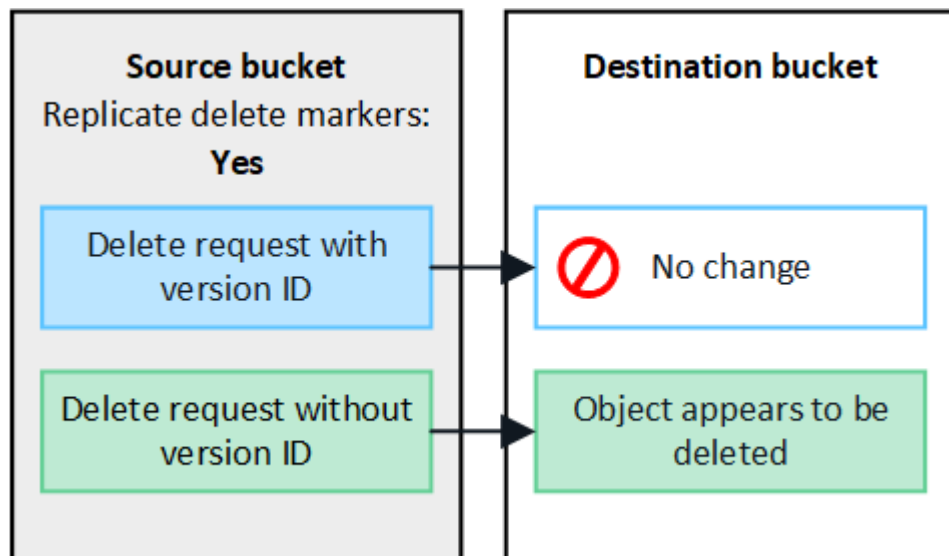 Source bucket
Replicate delete markers:
Yes
Delete request with
version ID
Delete request without
version ID
Destination bucket
No change
Object appears to be
deleted